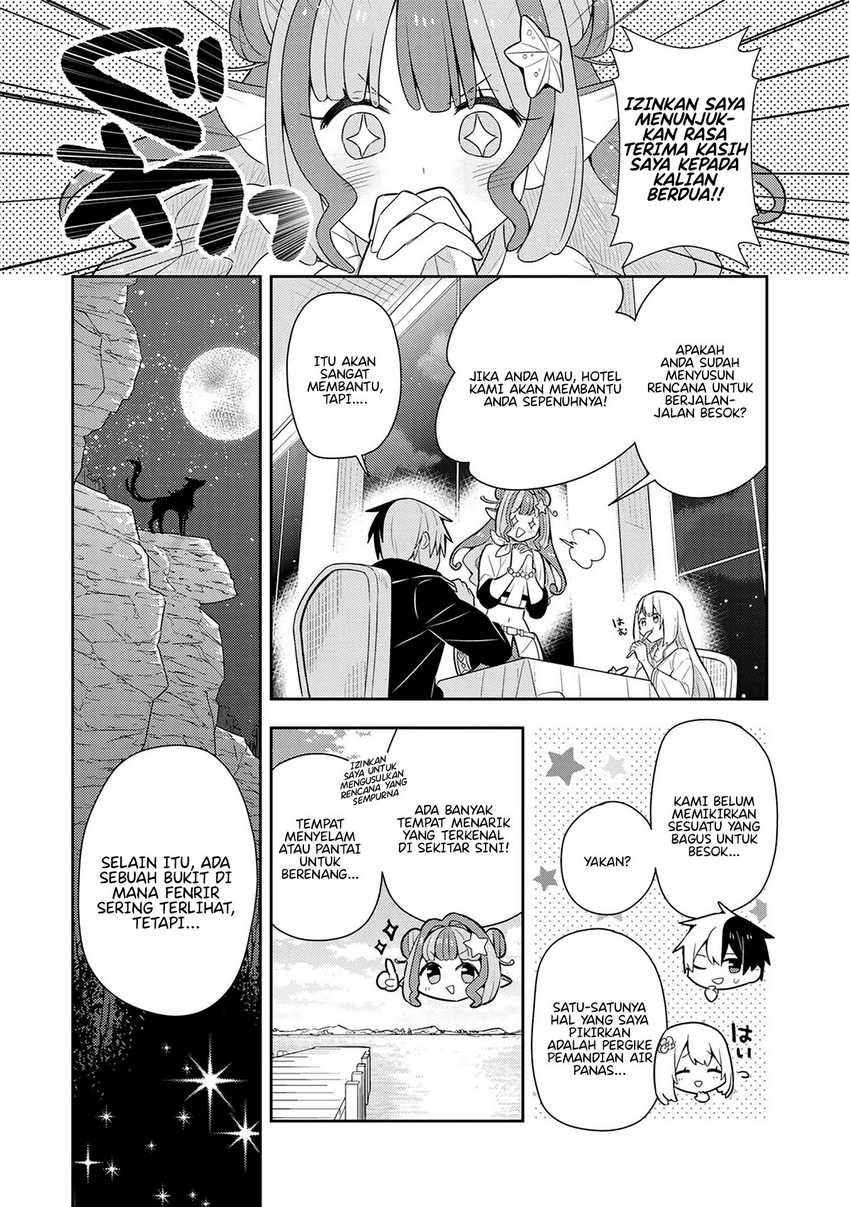 IZINKAN SAYA
MENUNJUK-
KAN RASA
TERIMA KASIH
SAYA KEPADA
KALIAN
BERDUA!!
APAKAH
ANDA SUDAH
MENYUSUN
RENCANA UNTUK
BERJALAN-
JALAN BESOK?
JIKA ANDA MAU, HOTEL
KAMI AKAN MEMBANTU
ANDA SEPENUHNYA!
ITU AKAN
SANGAT
MEMBANTU,
TAPI....
はむ
KAMI BELUM
MEMIKIRKAN
SESUATU YANG
BAGUS UNTUK
BESOK...
YAKAN?
はいっ
SATU-SATUNYA
HAL YANG SAYA
PIKIRKAN
ADALAH PERGIKE
PEMANDIAN AIR
PANAS...
ADA BANYAK
TEMPAT MENARIK
YANG TERKENAL
DI SEKITAR SINI!
IZINKAN
SAYA UNTUK
MENGUSULKAN
RENCANA YANG
SEMPURNA
TEMPAT
MENYELAM
ATAU PANTAI
UNTUK
BERENANG...
SELAIN ITU, ADA
SEBUAH BUKIT DI
MANA FENRIR
SERING TERLIHAT,
TETAPI...